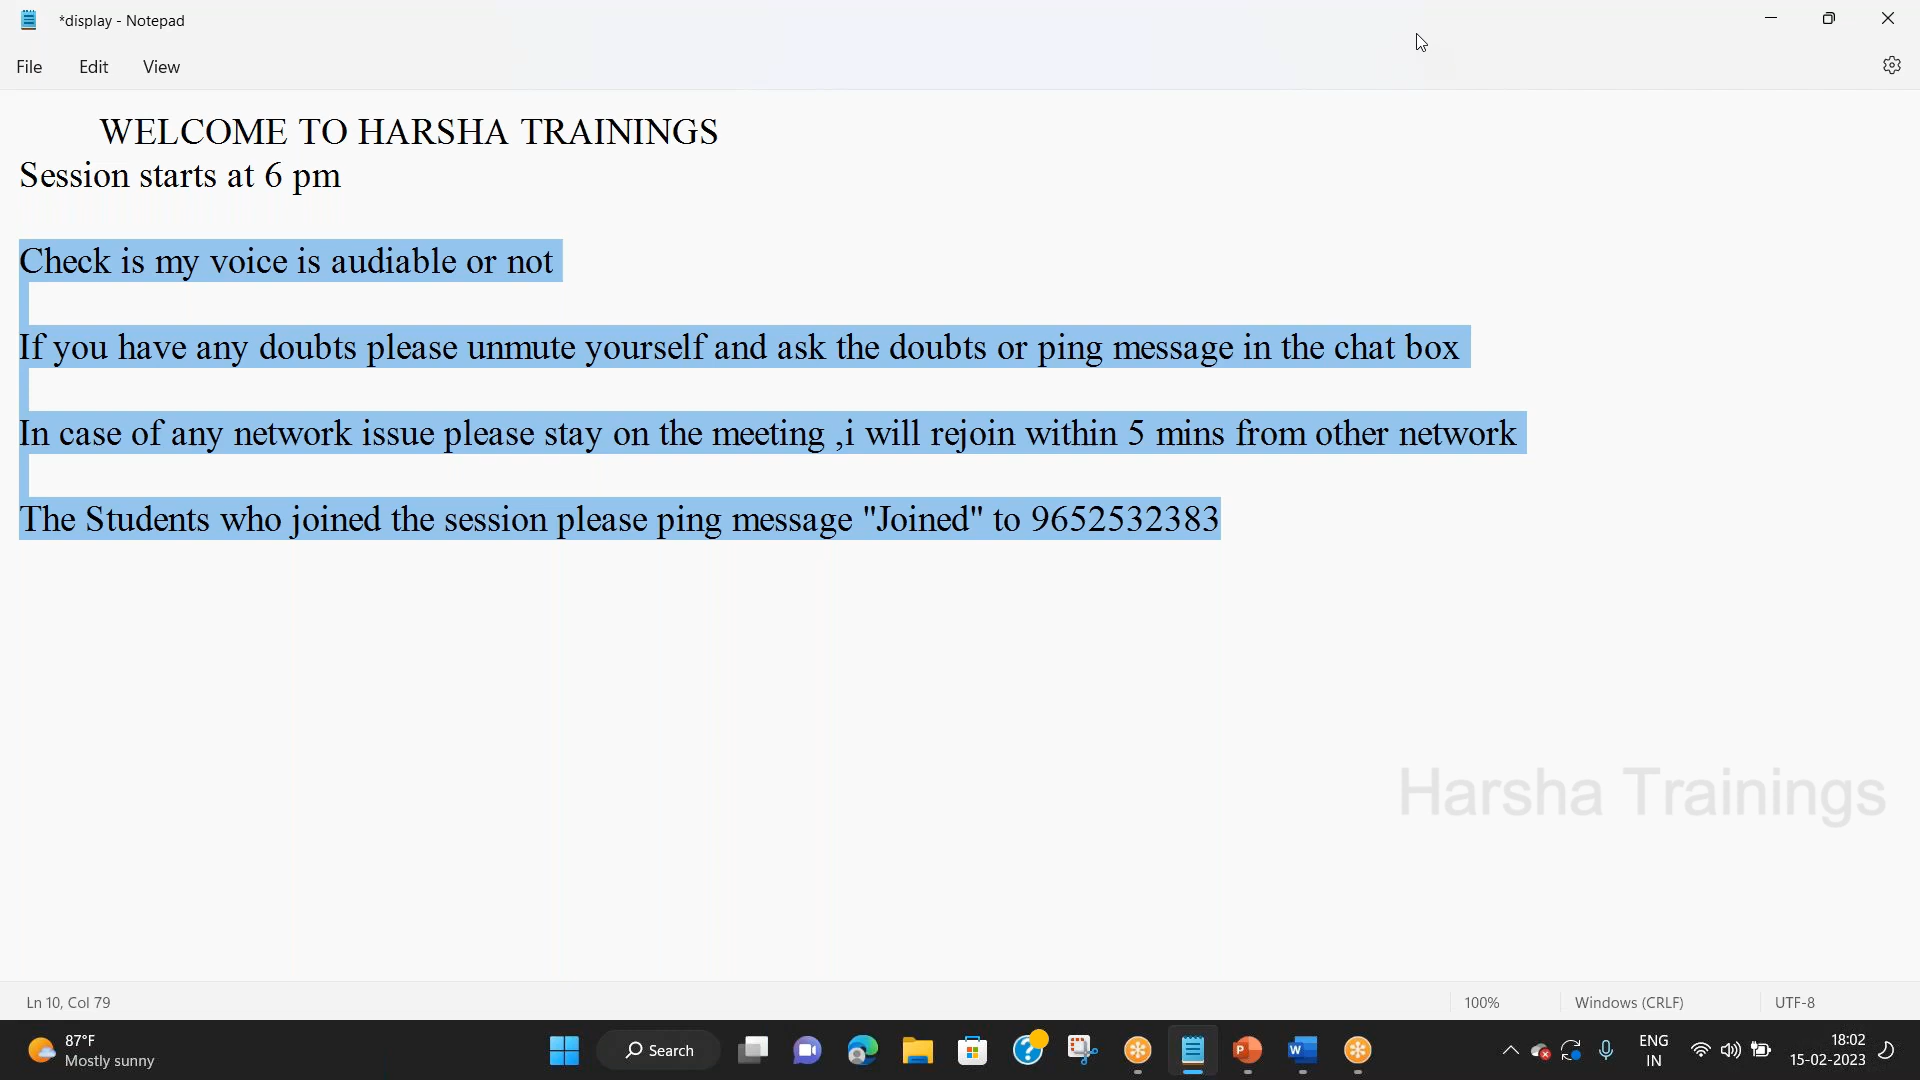 *display - Notepad
File Edit View
WELCOME TO HARSHA TRAININGS
Session starts at 6 pm
Check is my voice is audiable or not
If you have any doubts please unmute yourself and ask the doubts or ping message in the chat box
In case of any network issue please stay on the meeting ,i will rejoin within 5 mins from other network
The Students who joined the session please ping message "Joined" to 9652532383
Harsha Trainings
Ln 10, Col 79 100% Windows (CRLF) UTF-8
87°F
Mostly sunny
Search
ENG
IN
18:02
15-02-2023